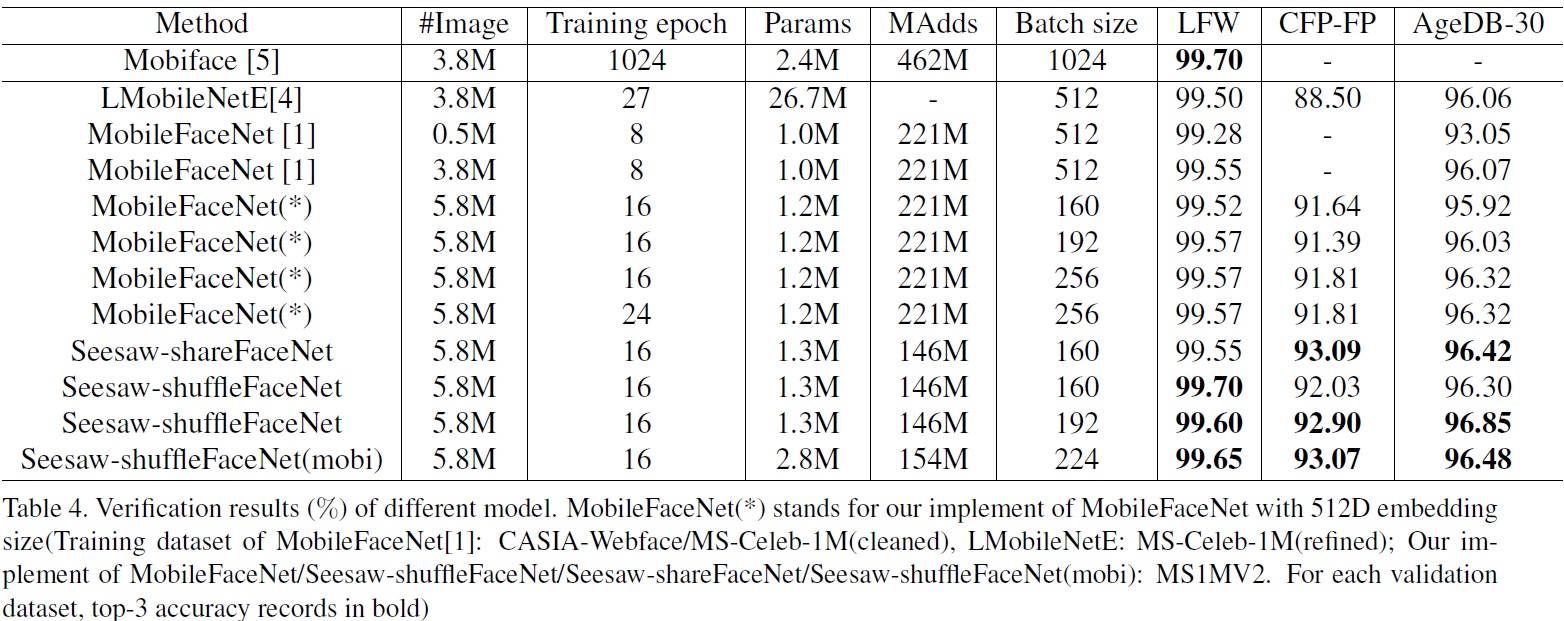 Method #Image Training epoch Params MAdds Batch size LFW CFP-FP AgeDB-30
Mobiface [5] 3.8M 1024 2.4M 462M 1024 99.70 - -
LMobileNetE[4] 3.8M 27 26.7M - 512 99.50 88.50 96.06
MobileFaceNet [1] 0.5M 8 1.0M 221M 512 99.28 - 93.05
MobileFaceNet [1] 3.8M 8 1.0M 221M 512 99.55 - 96.07
MobileFaceNet(*) 5.8M 16 1.2M 221M 160 99.52 91.64 95.92
MobileFaceNet(*) 5.8M 16 1.2M 221M 192 99.57 91.39 96.03
MobileFaceNet(*) 5.8M 16 1.2M 221M 256 99.57 91.81 96.32
MobileFaceNet(*) 5.8M 24 1.2M 221M 256 99.57 91.81 96.32
Seesaw-shareFaceNet 5.8M 16 1.3M 146M 160 99.55 93.09 96.42
Seesaw-shuffleFaceNet 5.8M 16 1.3M 146M 160 99.70 92.03 96.30
Seesaw-shuffleFaceNet 5.8M 16 1.3M 146M 192 99.60 92.90 96.85
Seesaw-shuffleFaceNet(mobi) 5.8M 16 2.8M 154M 224 99.65 93.07 96.48
Table 4. Verification results (%) of different model. MobileFaceNet(*) stands for our implement of MobileFaceNet with 512D embedding
size(Training dataset of MobileFaceNet[1]: CASIA-Webface/MS-Celeb-1M(cleaned), LMobileNetE: MS-Celeb-1M(refined); Our im-
plement of MobileFaceNet/Seesaw-shuffleFaceNet/Seesaw-shareFaceNet/Seesaw-shuffleFaceNet(mobi): MS1MV2. For each validation
dataset, top-3 accuracy records in bold)